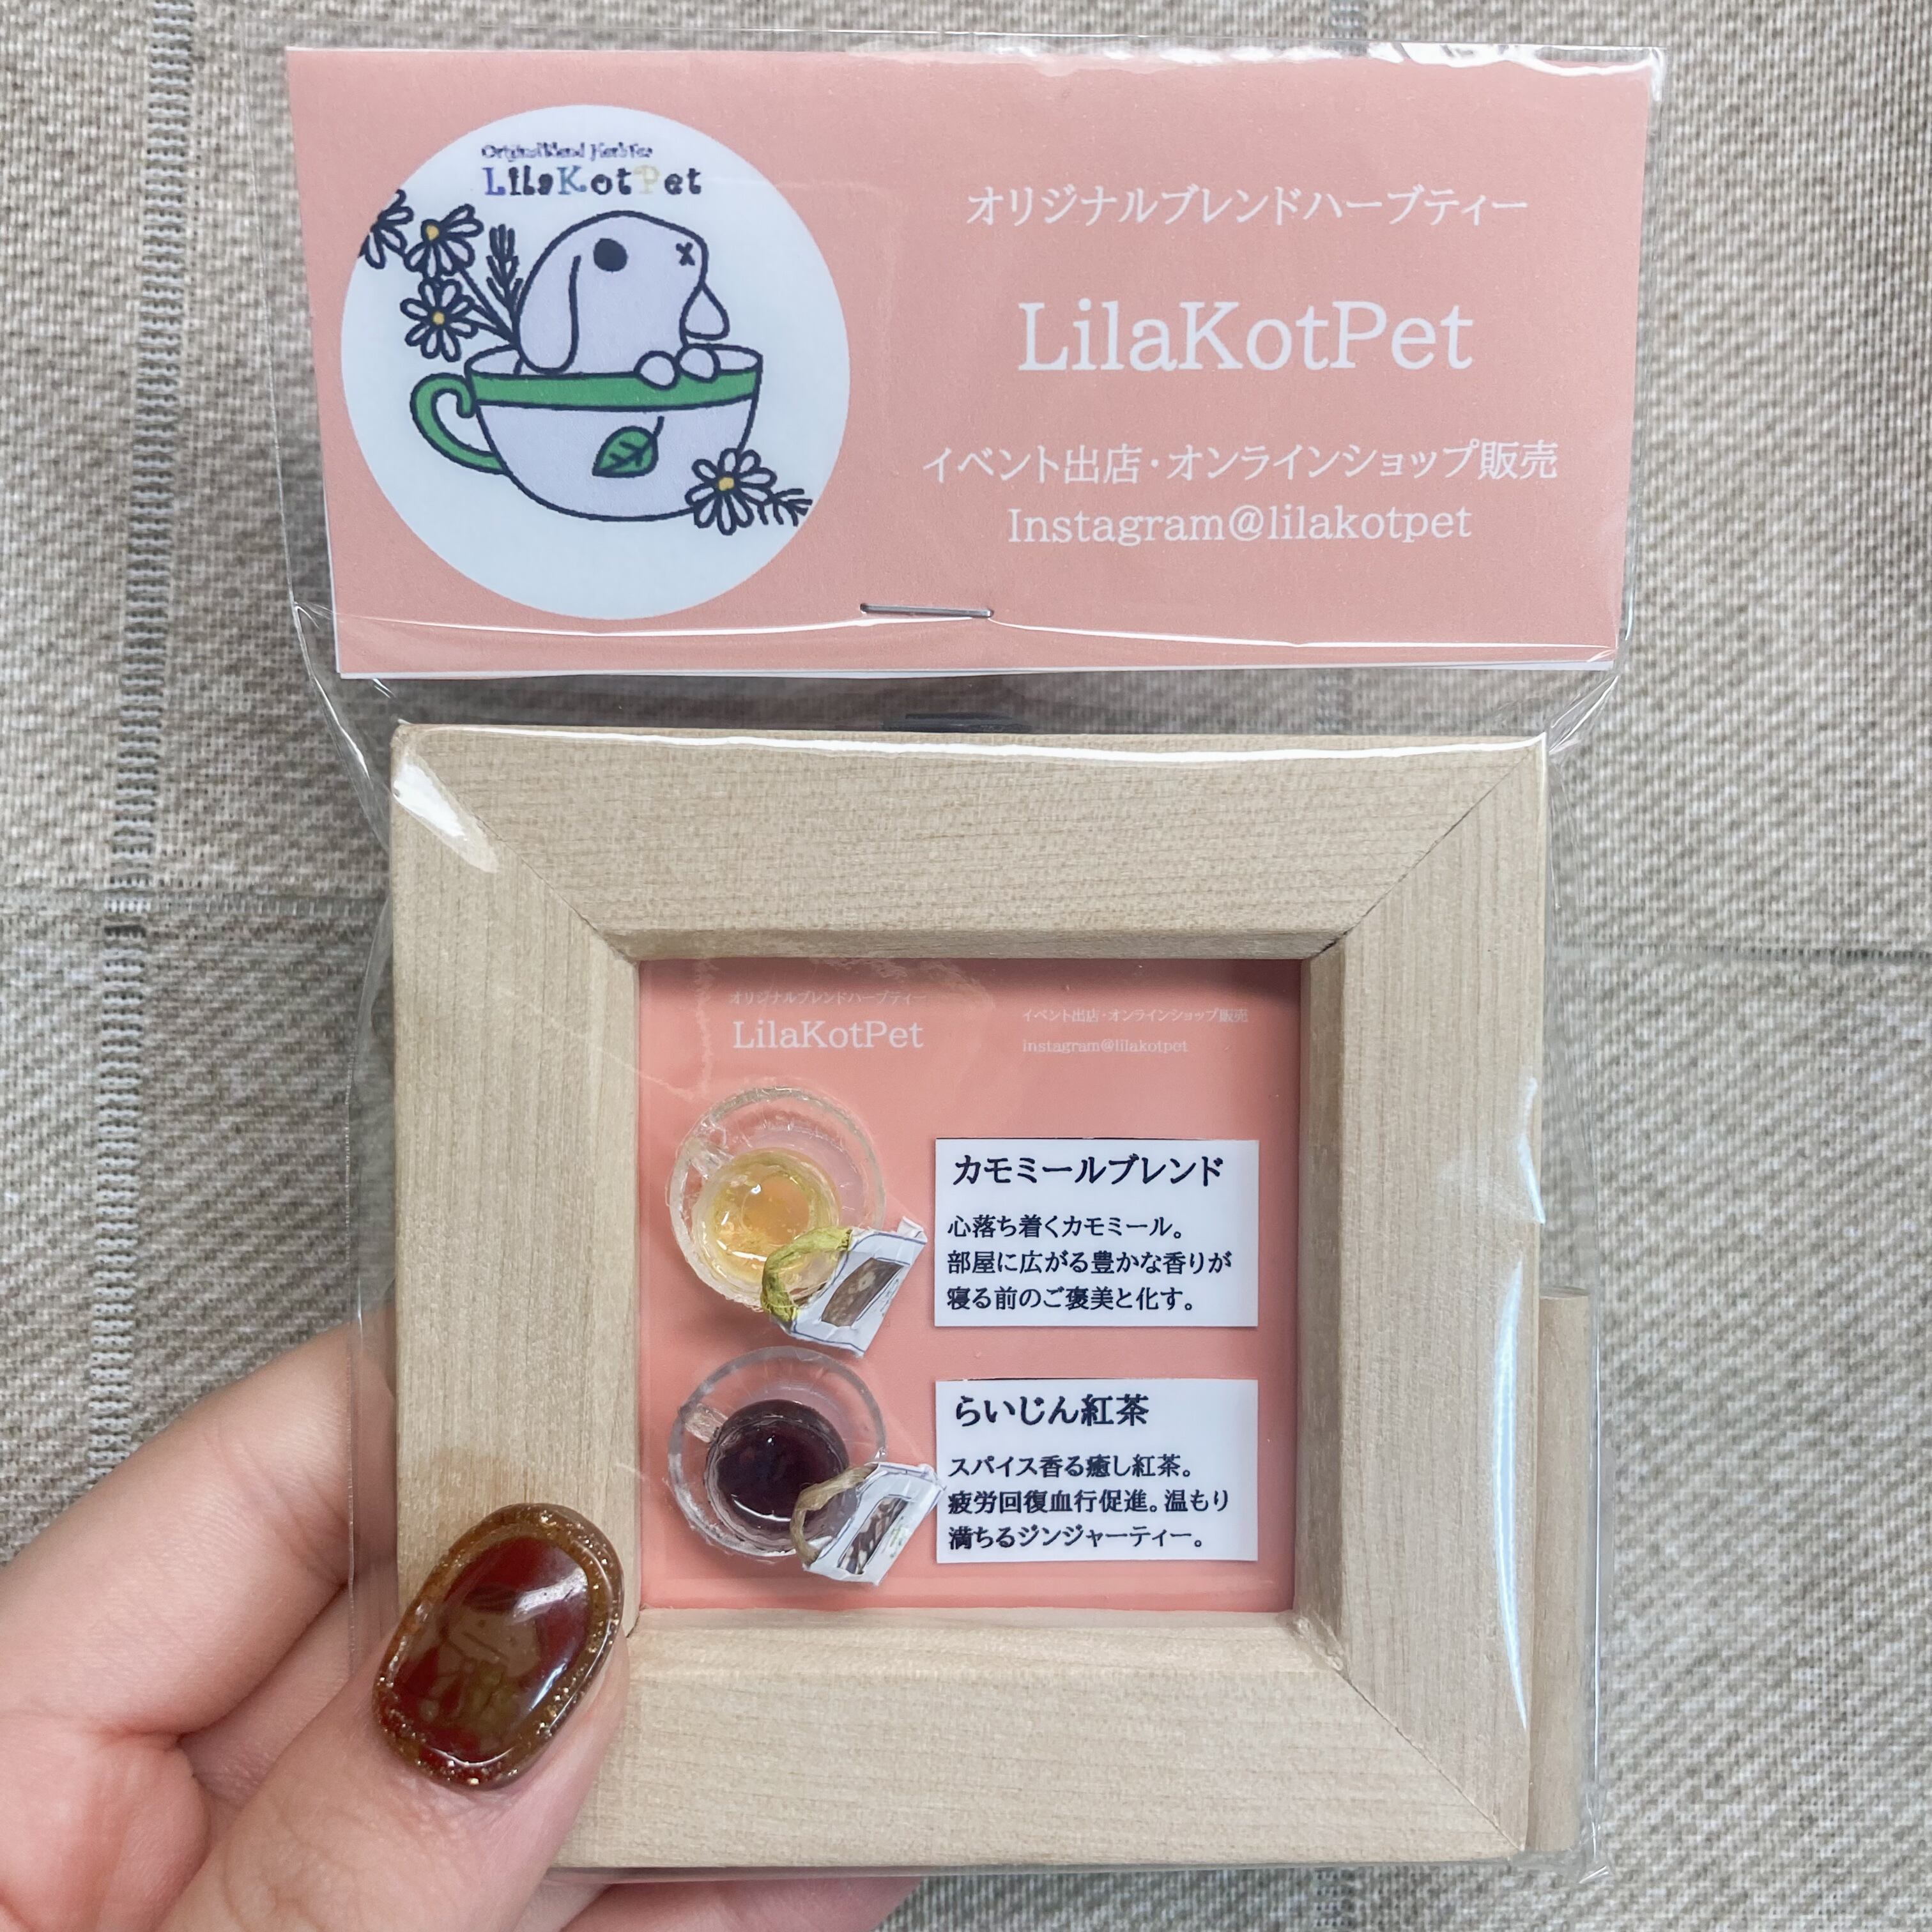 Original Blend Herb Tea
LilaKotPet
オリジナルブレンドハーブティー
LilaKotPet
イベント出店・オンラインショップ販売
Instagram@lilakotpet
オリジナルブレンドハーブティー
LilaKotPet
イベント出店・オンラインショップ販売
instagram@lilakotpet
カモミールブレンド
心落ち着くカモミール。
部屋に広がる豊かな香りが
寝る前のご褒美と化す。
らいじん紅茶
スパイス香る癒し紅茶。
疲労回復血行促進。温もり
満ちるジンジャーティー。